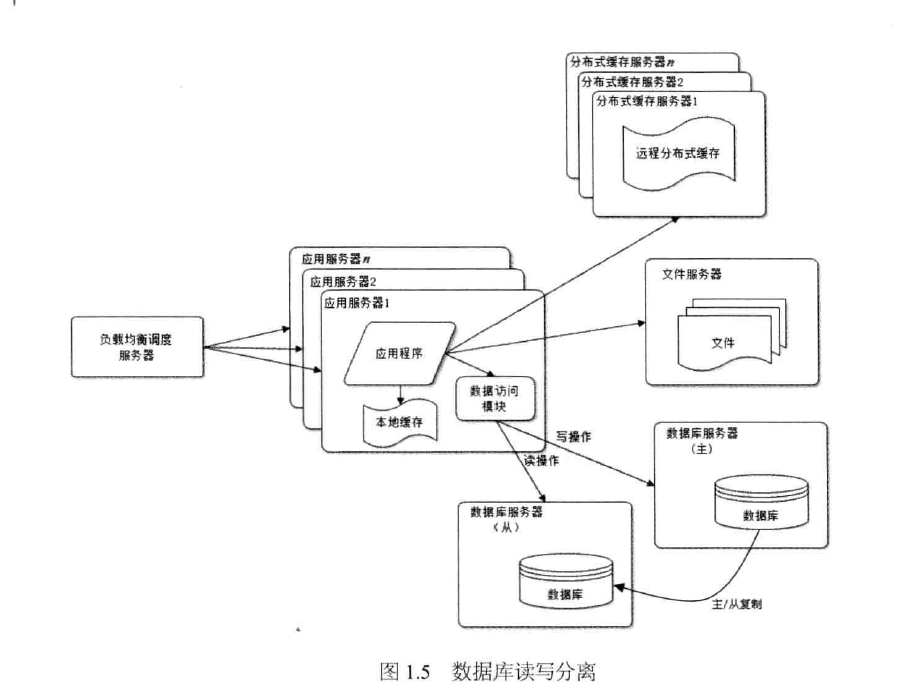 分布式缓存服务器n
分布式缓存服务器2
分布式缓存服务器1
远程分布式缓存
应用服务器n
应用服务器2
应用服务器1
文件服务器
文件
负载均衡调度
服务器
应用程序
数据访问
模块
本地缓存
写操作
读操作
数据库服务器
(主)
数据库
数据库服务器
(从)
数据库
主/从复制
图 1.5 数据库读写分离